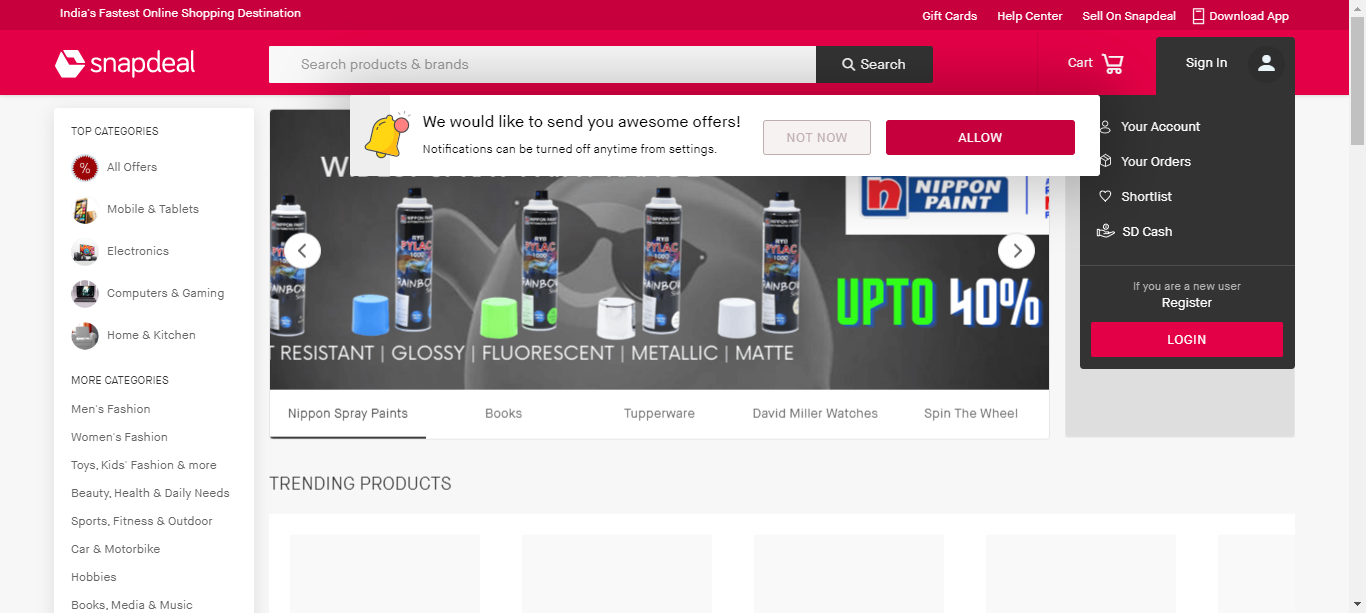 India's Fastest Online Shopping Destination
Gift Cards
Help Center
Sell On Snapdeal
Download App
snapdeal
Search products & brands
Search
Cart
Sign In
TOP CATEGORIES
All Offers
Mobile & Tablets
Electronics
Computers & Gaming
Home & Kitchen
MORE CATEGORIES
Men's Fashion
Women's Fashion
Toys, Kids' Fashion & more
Beauty, Health & Daily Needs
Sports, Fitness & Outdoor
Car & Motorbike
Hobbies
Books, Media & Music
We would like to send you awesome offers!
Notifications can be turned off anytime from settings.
NOT NOW
ALLOW
n NIPPON
PAINT
UPTO 40%
T RESISTANT | GLOSSY | FLUORESCENT | METALLIC | MATTE
Nippon Spray Paints
Books
Tupperware
David Miller Watches
Spin The Wheel
Your Account
Your Orders
Shortlist
SD Cash
If you are a new user
Register
LOGIN
TRENDING PRODUCTS